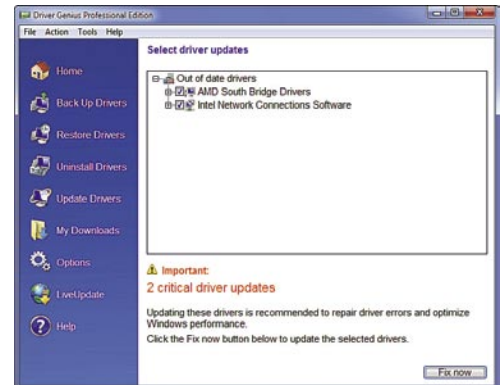 Driver Genius Professional Edition
File Action Tools Help
Home
Back Up Drivers
Restore Drivers
Uninstall Drivers
Update Drivers
My Downloads
Options
LiveUpdate
Help
Select driver updates
Out of date drivers
AMD South Bridge Drivers
Intel Network Connections Software
Important:
2 critical driver updates
Updating these drivers is recommended to repair driver errors and optimize
Windows performance.
Click the Fix now button below to update the selected drivers.
Fix now